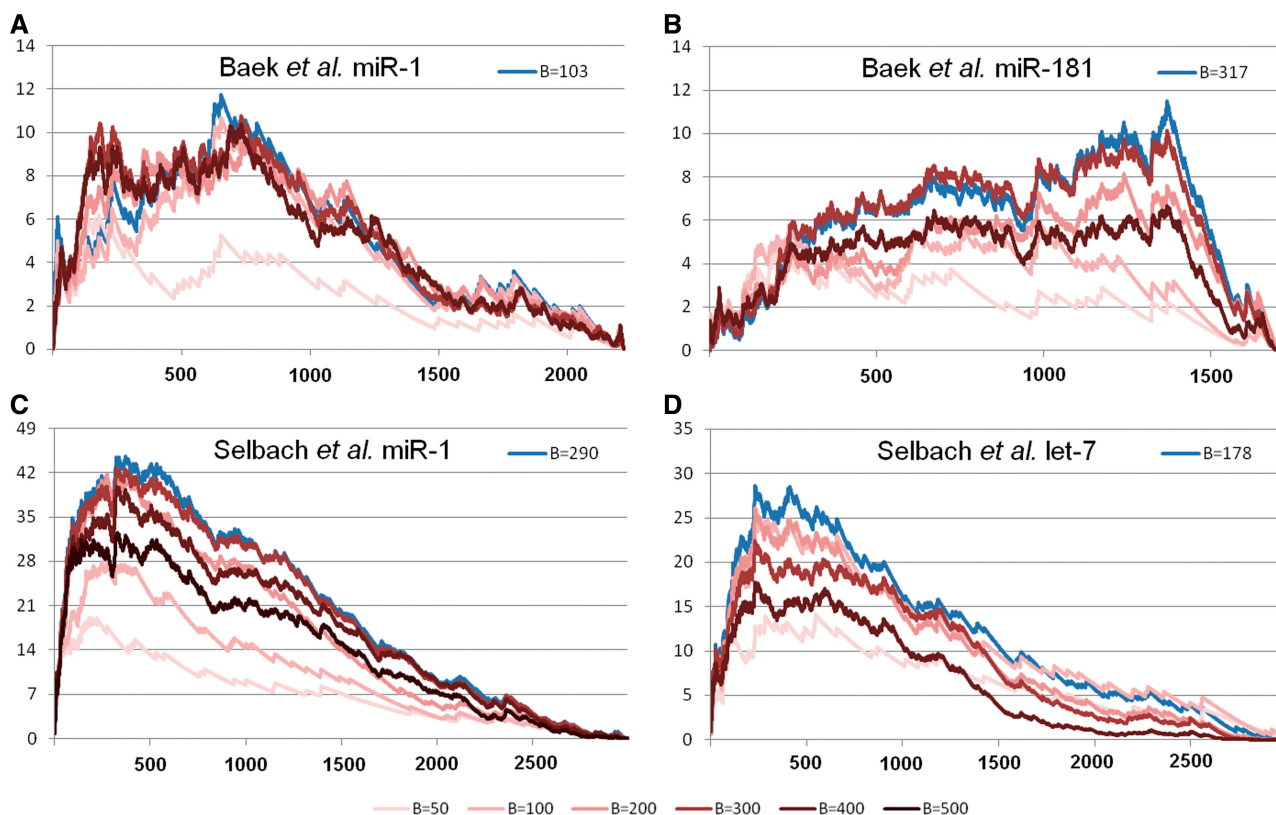 A
14
12
10
8
6
4
2
0
Baek et al. miR-1
B=103
500 1000 1500 2000
B
14
12
10
8
6
4
2
0
Baek et al. miR-181
B=317
500 1000 1500
C
49
42
35
28
21
14
7
0
Selbach et al. miR-1
B=290
500 1000 1500 2000 2500
D
35
30
25
20
15
10
5
0
Selbach et al. let-7
B=178
500 1000 1500 2000 2500
B=50 B=100 B=200 B=300 B=400 B=500